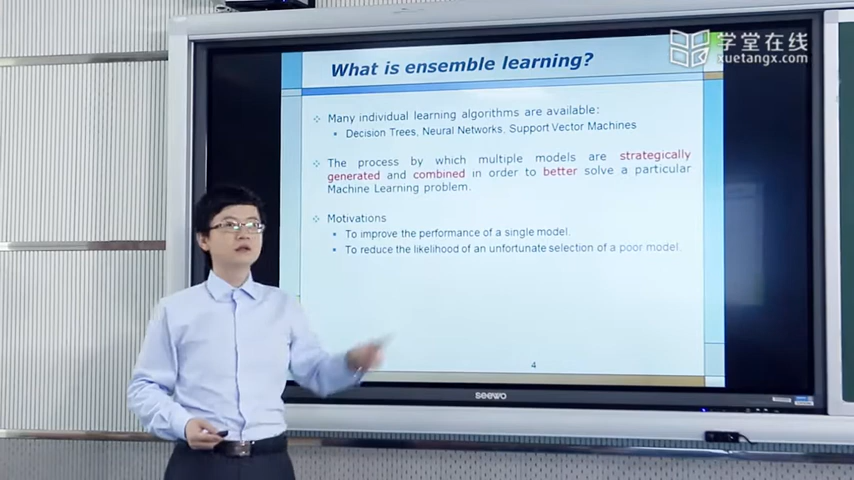 学堂在线
xuetangx.com
What is ensemble learning?
Many individual learning algorithms are available:
Decision Trees, Neural Networks, Support Vector Machines
The process by which multiple models are strategically
generated and combined in order to better solve a particular
Machine Learning problem.
Motivations
To improve the performance of a single model.
To reduce the likelihood of an unfortunate selection of a poor model.
4
seewo